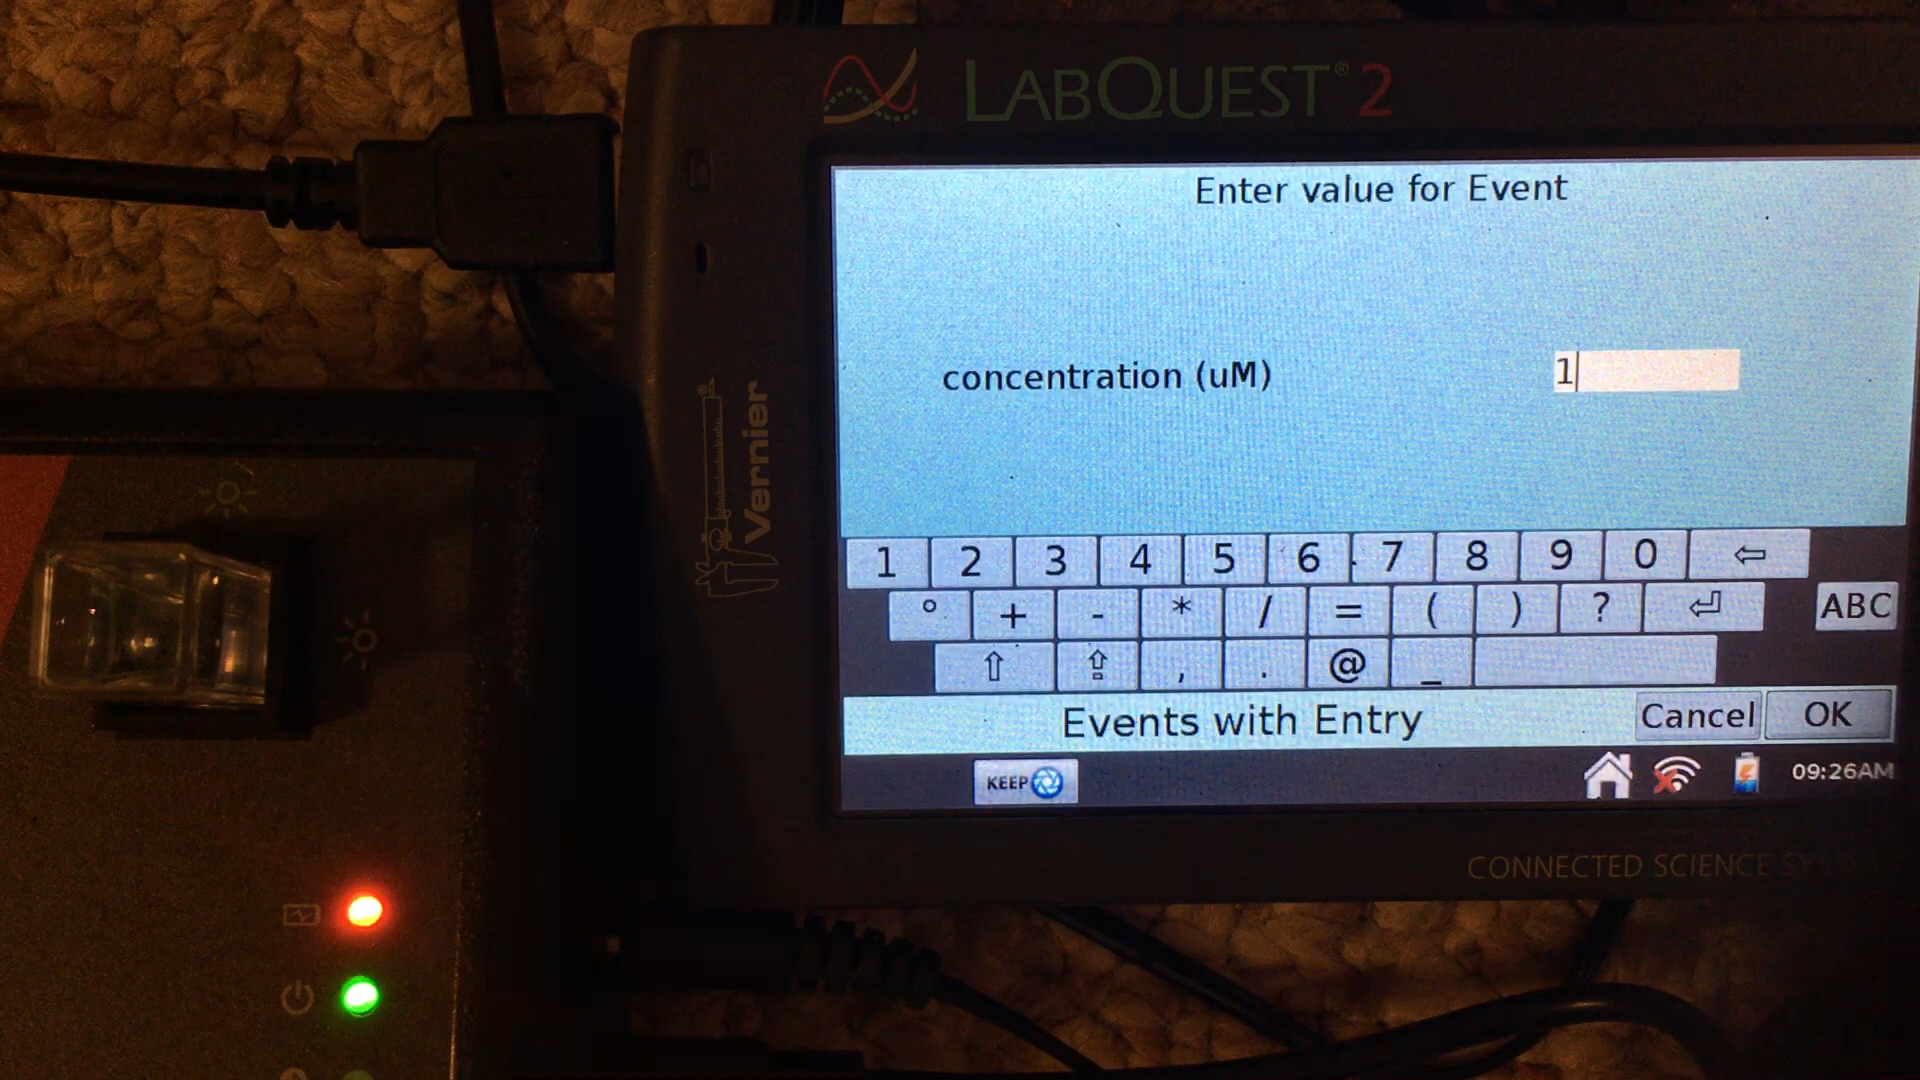 LABQUEST® 2
Vernier
Enter value for Event
concentration (uM) 1
1 2 3 4 5 6 7 8 9 0 ⇦
° + - * / = ( ) ? ⏎ ABC
⇧ ⇪ , . @ _
Events with Entry Cancel OK
KEEP 09:26AM
CONNECTED SCIENCE